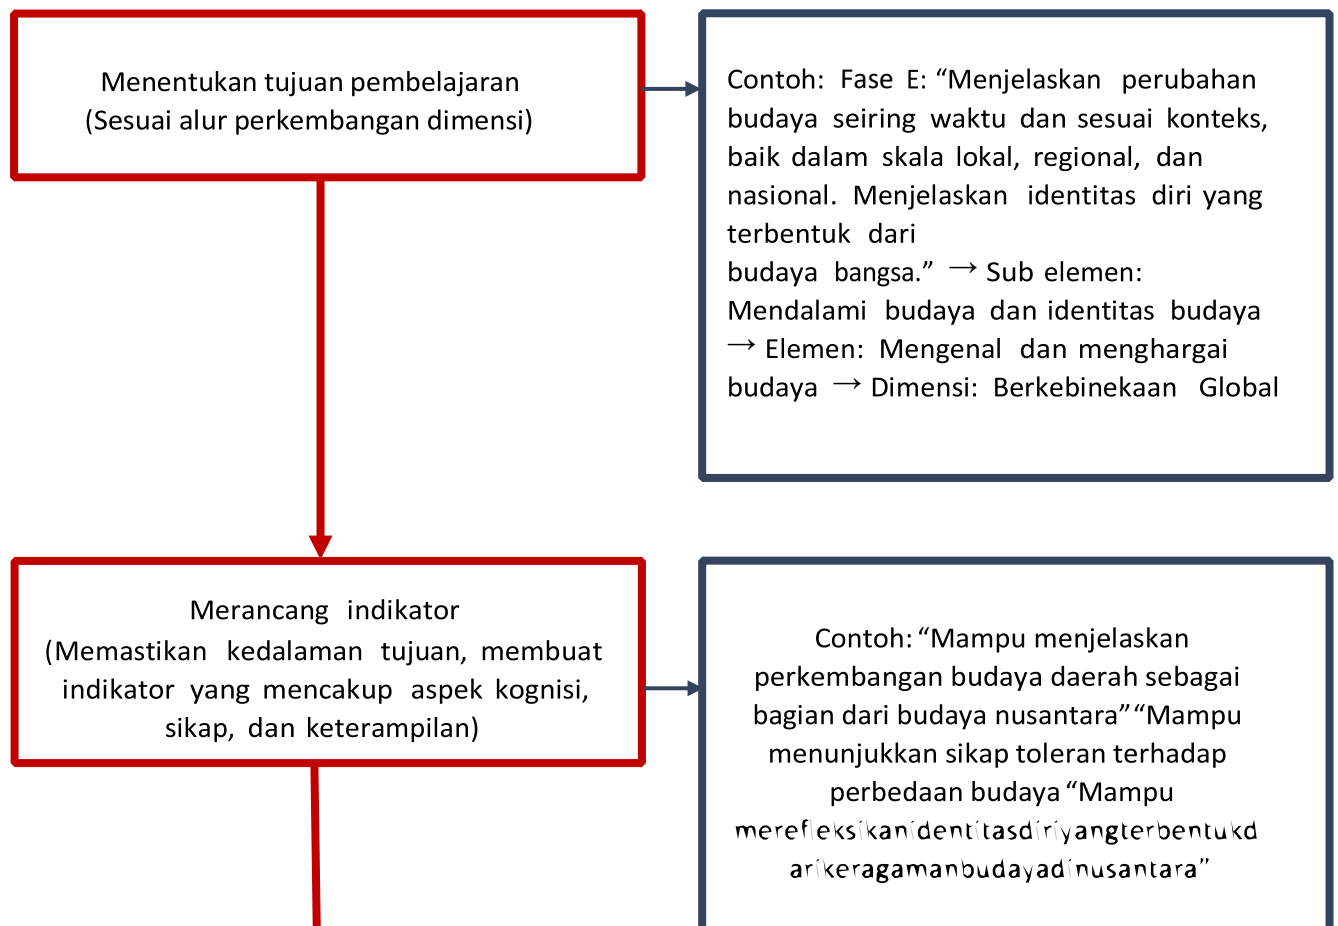 Menentukan tujuan pembelajaran
(Sesuai alur perkembangan dimensi)
Contoh: Fase E: “Menjelaskan perubahan
budaya seiring waktu dan sesuai konteks,
baik dalam skala lokal, regional, dan
nasional. Menjelaskan identitas diri yang
terbentuk dari
budaya bangsa.” → Sub elemen:
Mendalami budaya dan identitas budaya
→ Elemen: Mengenal dan menghargai
budaya → Dimensi: Berkebinekaan Global
Merancang indikator
(Memastikan kedalaman tujuan, membuat
indikator yang mencakup aspek kognisi,
sikap, dan keterampilan)
Contoh: “Mampu menjelaskan
perkembangan budaya daerah sebagai
bagian dari budaya nusantara” “Mampu
menunjukkan sikap toleran terhadap
perbedaan budaya “Mampu
merefleksikanidentitasdiriyangterbentukd
arikeragamanbudayadinusantara”